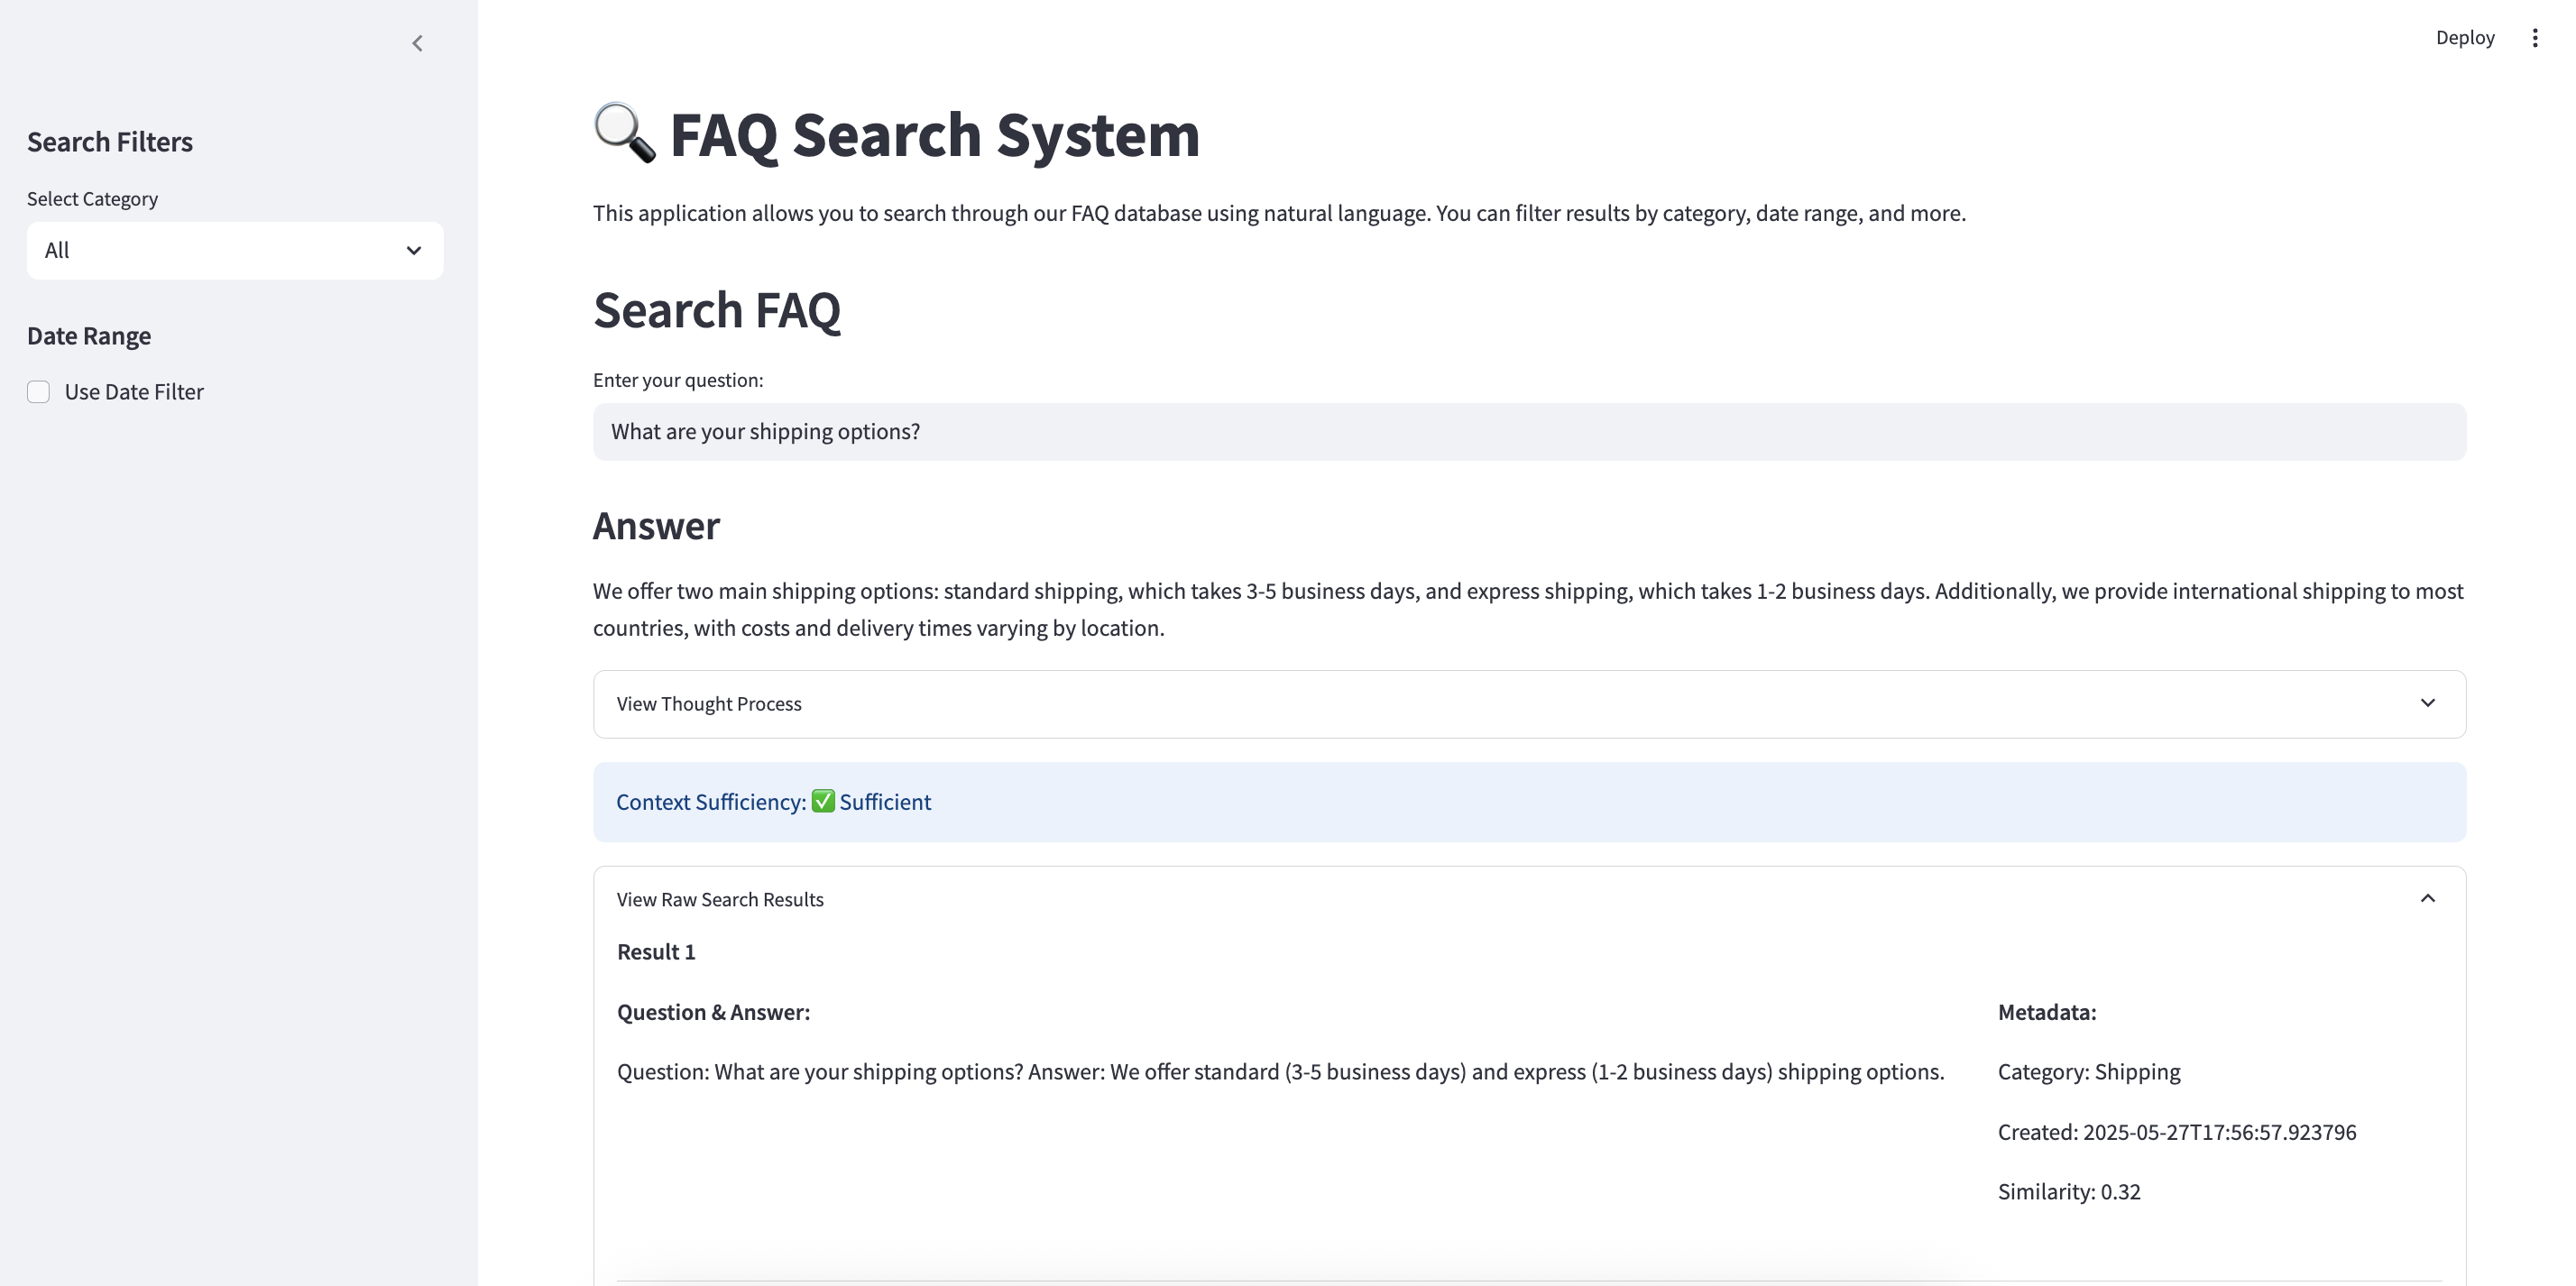 Deploy
Search Filters
Select Category
All
Date Range
Use Date Filter
FAQ Search System
This application allows you to search through our FAQ database using natural language. You can filter results by category, date range, and more.
Search FAQ
Enter your question:
What are your shipping options?
Answer
We offer two main shipping options: standard shipping, which takes 3-5 business days, and express shipping, which takes 1-2 business days. Additionally, we provide international shipping to most
countries, with costs and delivery times varying by location.
View Thought Process
Context Sufficiency: ✅ Sufficient
View Raw Search Results
Result 1
Question & Answer:
Question: What are your shipping options? Answer: We offer standard (3-5 business days) and express (1-2 business days) shipping options.
Metadata:
Category: Shipping
Created: 2025-05-27T17:56:57.923796
Similarity: 0.32